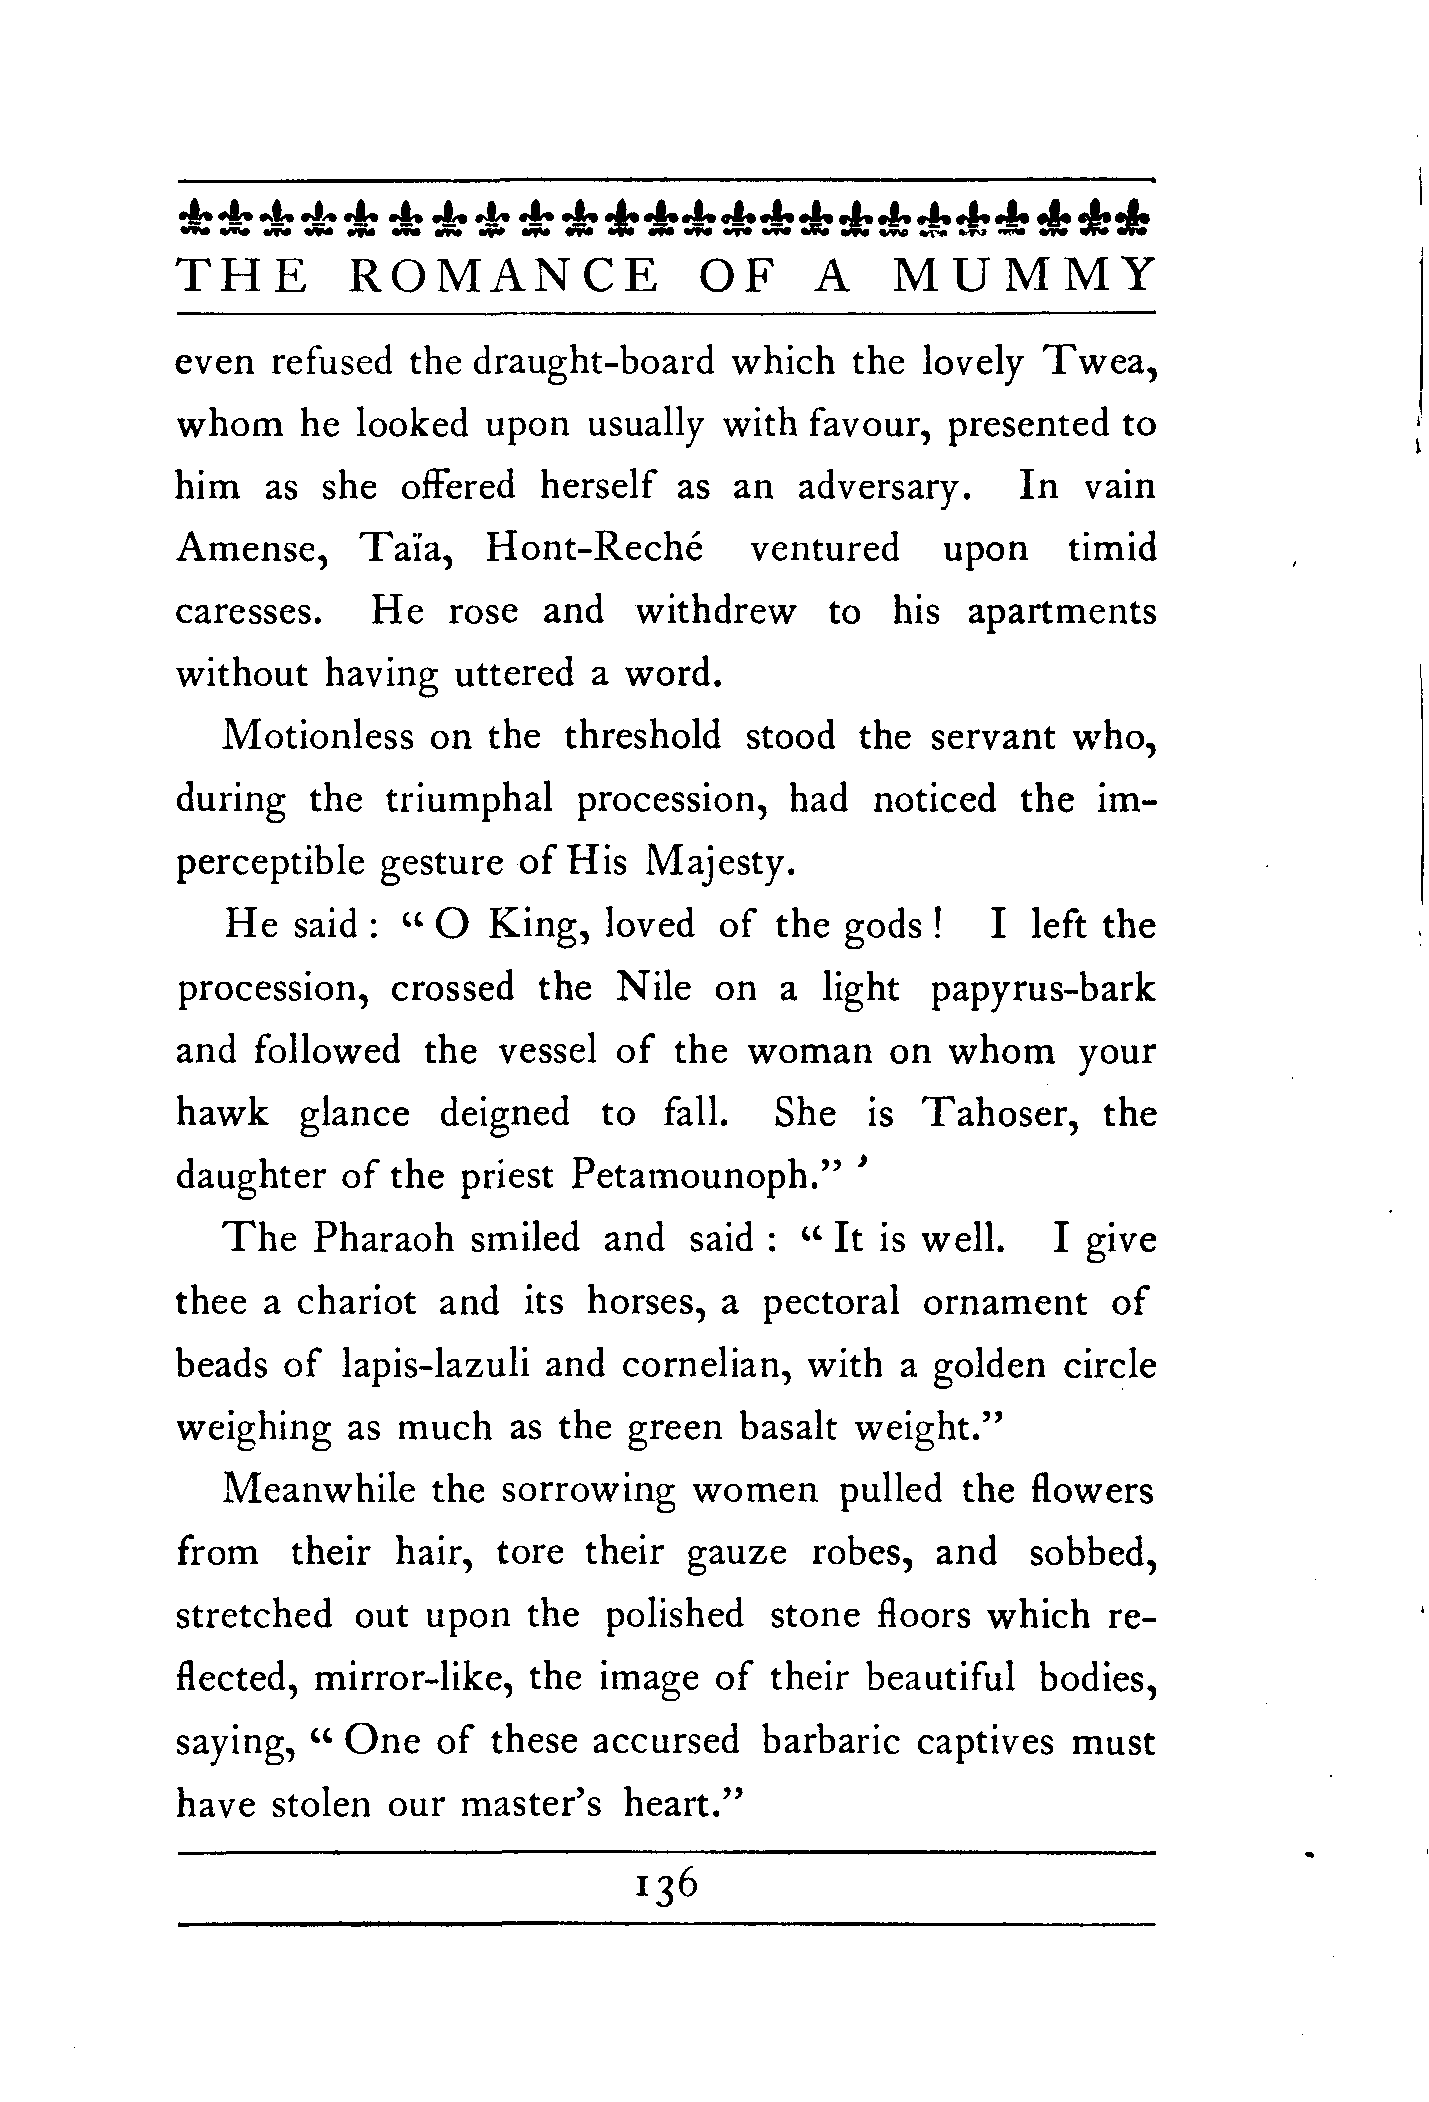 THE ROMANCE OF A MUMMY
even refused the draught-board which the lovely Twea,
whom he looked upon usually with favour, presented to
him as she offered herself as an adversary. In vain
Amense, Taïa, Hont-Reché ventured upon timid
caresses. He rose and withdrew to his apartments
without having uttered a word.
Motionless on the threshold stood the servant who,
during the triumphal procession, had noticed the im-
perceptible gesture of His Majesty.
He said : “ O King, loved of the gods ! I left the
procession, crossed the Nile on a light papyrus-bark
and followed the vessel of the woman on whom your
hawk glance deigned to fall. She is Tahoser, the
daughter of the priest Petamounoph.” ’
The Pharaoh smiled and said : “ It is well. I give
thee a chariot and its horses, a pectoral ornament of
beads of lapis-lazuli and cornelian, with a golden circle
weighing as much as the green basalt weight.”
Meanwhile the sorrowing women pulled the flowers
from their hair, tore their gauze robes, and sobbed,
stretched out upon the polished stone floors which re-
flected, mirror-like, the image of their beautiful bodies,
saying, “ One of these accursed barbaric captives must
have stolen our master’s heart.”
136